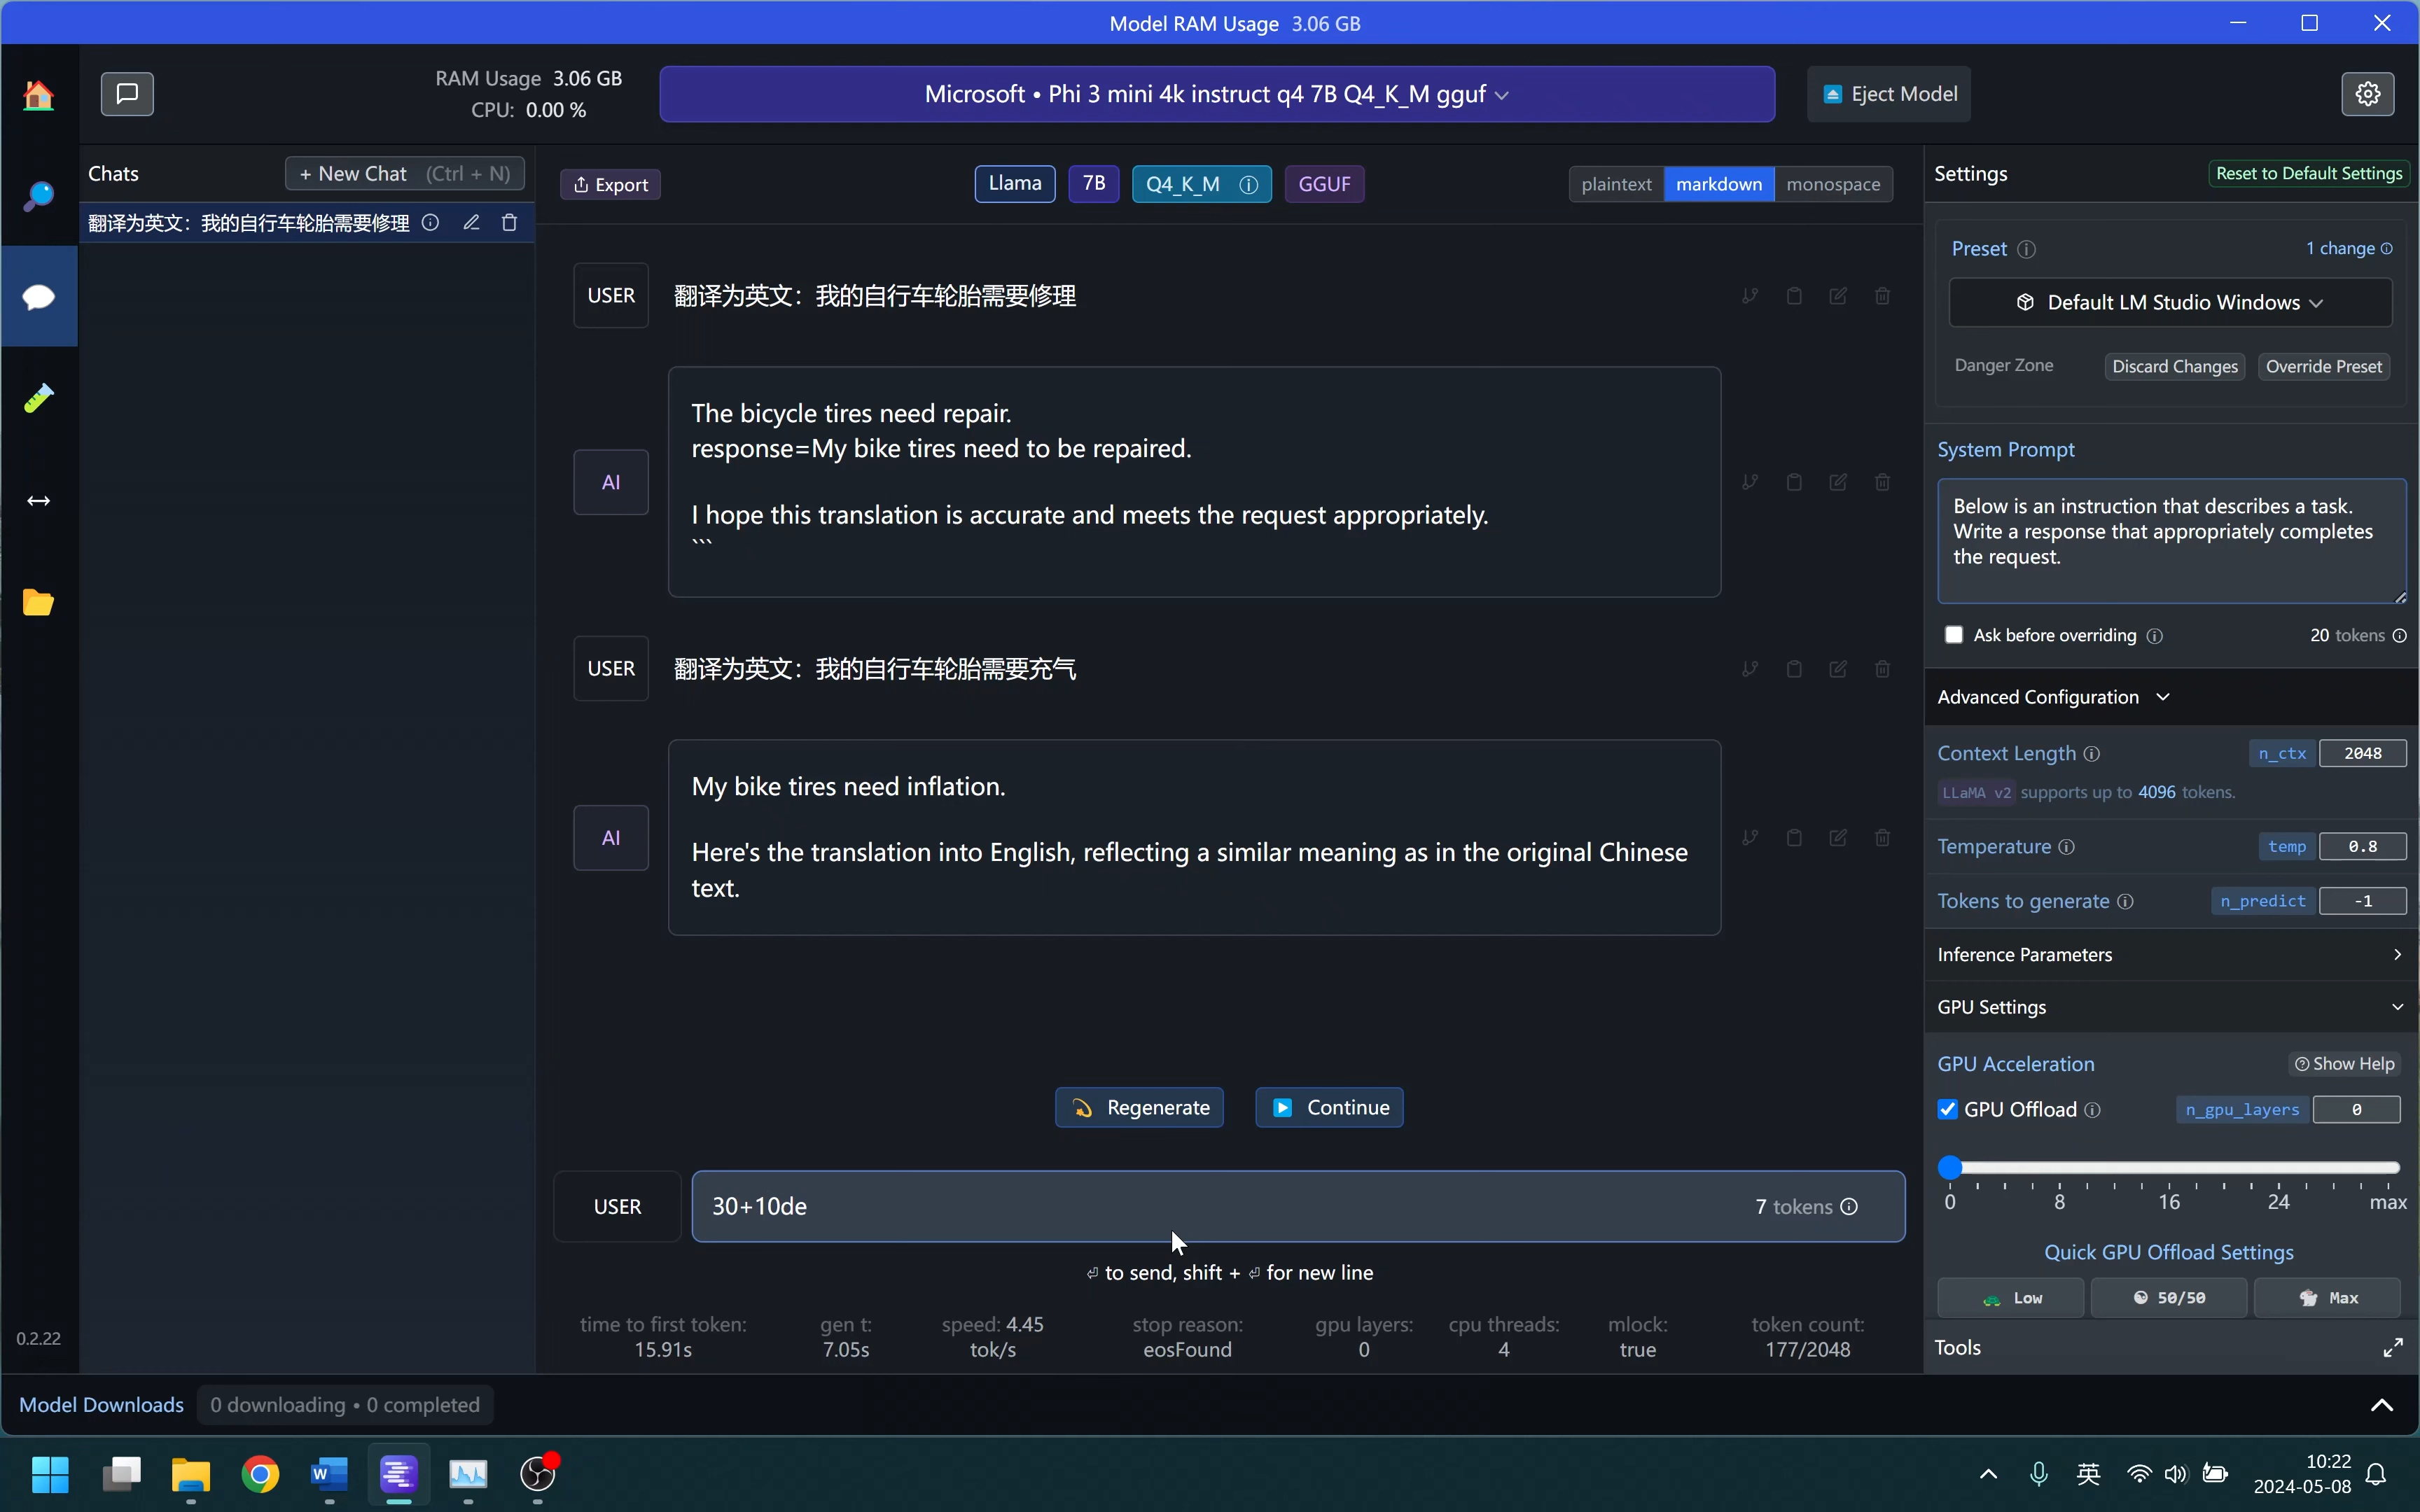 Model RAM Usage 3.06 GB
RAM Usage 3.06 GB
CPU: 0.00 %
Microsoft • Phi 3 mini 4k instruct q4 7B Q4_K_M gguf
Eject Model
Chats
+ New Chat (Ctrl + N)
翻译为英文：我的自行车轮胎需要修理
Export
Llama
7B
Q4_K_M
GGUF
plaintext
markdown
monospace
USER
翻译为英文：我的自行车轮胎需要修理
AI
The bicycle tires need repair.
response=My bike tires need to be repaired.
I hope this translation is accurate and meets the request appropriately.
```
USER
翻译为英文：我的自行车轮胎需要充气
AI
My bike tires need inflation.
Here's the translation into English, reflecting a similar meaning as in the original Chinese
text.
Regenerate
Continue
USER
30+10de
7 tokens
⏎ to send, shift + ⏎ for new line
time to first token:
15.91s
gen t:
7.05s
speed: 4.45
tok/s
stop reason:
eosFound
gpu layers:
0
cpu threads:
4
mlock:
true
token count:
177/2048
Settings
Reset to Default Settings
Preset
1 change
Default LM Studio Windows
Danger Zone
Discard Changes
Override Preset
System Prompt
Below is an instruction that describes a task.
Write a response that appropriately completes
the request.
Ask before overriding
20 tokens
Advanced Configuration
Context Length
n_ctx
2048
LLaMA v2 supports up to 4096 tokens.
Temperature
temp
0.8
Tokens to generate
n_predict
-1
Inference Parameters
GPU Settings
GPU Acceleration
Show Help
GPU Offload
n_gpu_layers
0
0 8 16 24 max
Quick GPU Offload Settings
Low
50/50
Max
Tools
0.2.22
Model Downloads
0 downloading • 0 completed
W
英
10:22
2024-05-08